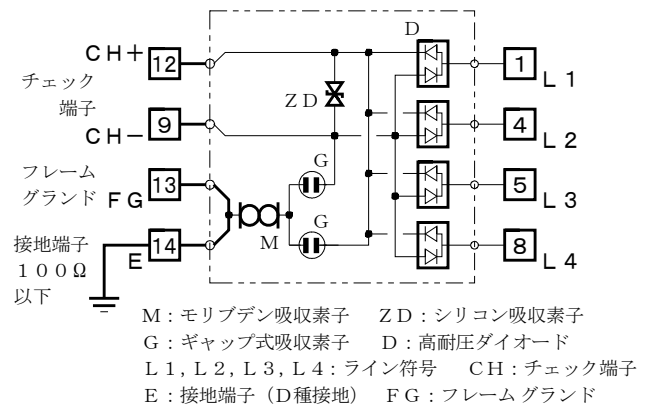 CH+ 12
チェック
端子
CH− 9
フレーム
グランド FG 13
接地端子
100Ω
以下
E 14
D
ZD
G
G
M
1 L1
4 L2
5 L3
8 L4
M:モリブデン吸収素子 ZD:シリコン吸収素子
G:ギャップ式吸収素子 D:高耐圧ダイオード
L1,L2,L3,L4:ライン符号 CH:チェック端子
E:接地端子(D種接地) FG:フレームグランド